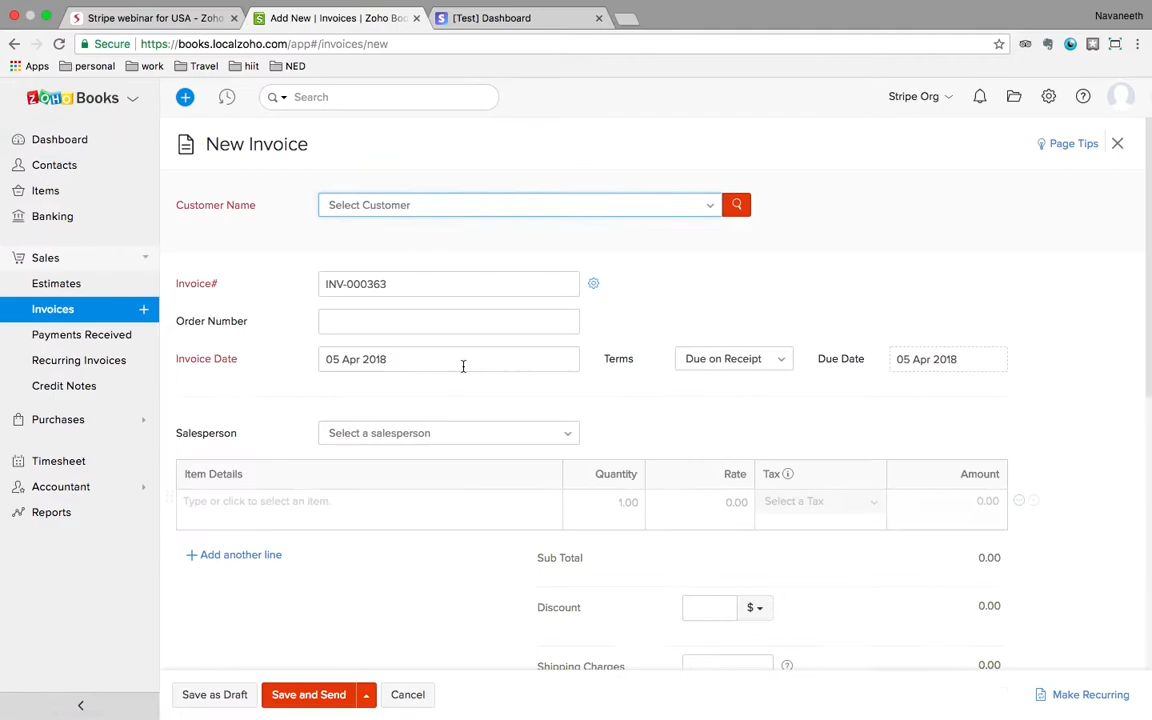 Stripe webinar for USA - Zoho
Add New | Invoices | Zoho Boo
[Test] Dashboard
Navaneeth
Secure
https://books.localzoho.com/app#/invoices/new
Apps personal work Travel hiit NED
ZOHO Books
Search
Stripe Org
Dashboard
Contacts
Items
Banking
Sales
Estimates
Invoices
Payments Received
Recurring Invoices
Credit Notes
Purchases
Timesheet
Accountant
Reports
New Invoice
Page Tips
Customer Name
Select Customer
Invoice#
INV-000363
Order Number
Invoice Date
05 Apr 2018
Terms
Due on Receipt
Due Date
05 Apr 2018
Salesperson
Select a salesperson
Item Details Quantity Rate Tax Amount
Type or click to select an item. 1.00 0.00 Select a Tax 0.00
Add another line
Sub Total 0.00
Discount $ 0.00
Shipping Charges 0.00
Save as Draft
Save and Send
Cancel
Make Recurring